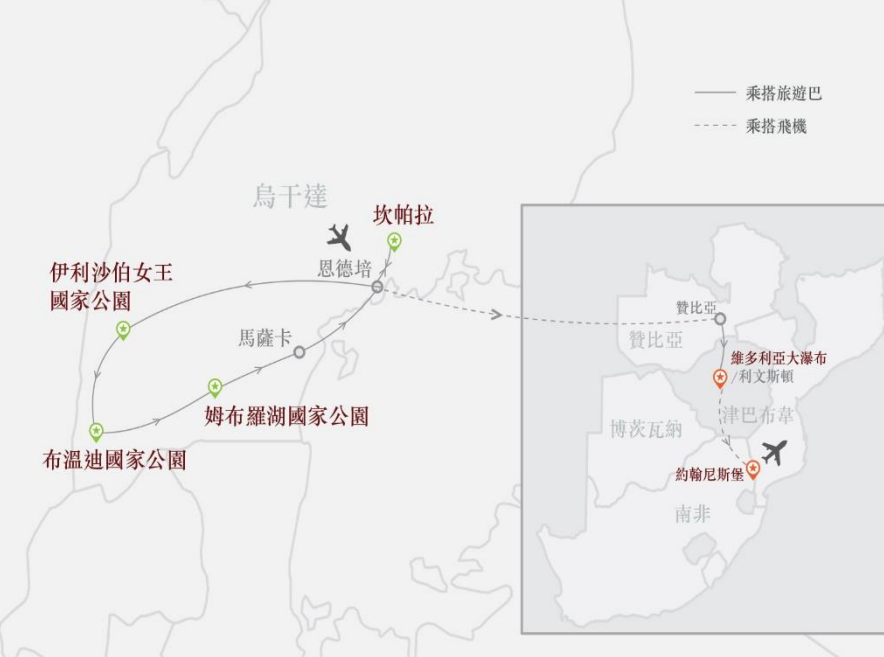 乘搭旅遊巴
乘搭飛機
烏干達
坎帕拉
恩德培
伊利沙伯女王
國家公園
馬薩卡
姆布羅湖國家公園
布溫迪國家公園
贊比亞
贊比亞
維多利亞大瀑布
/利文斯頓
津巴布韋
博茨瓦納
約翰尼斯堡
南非